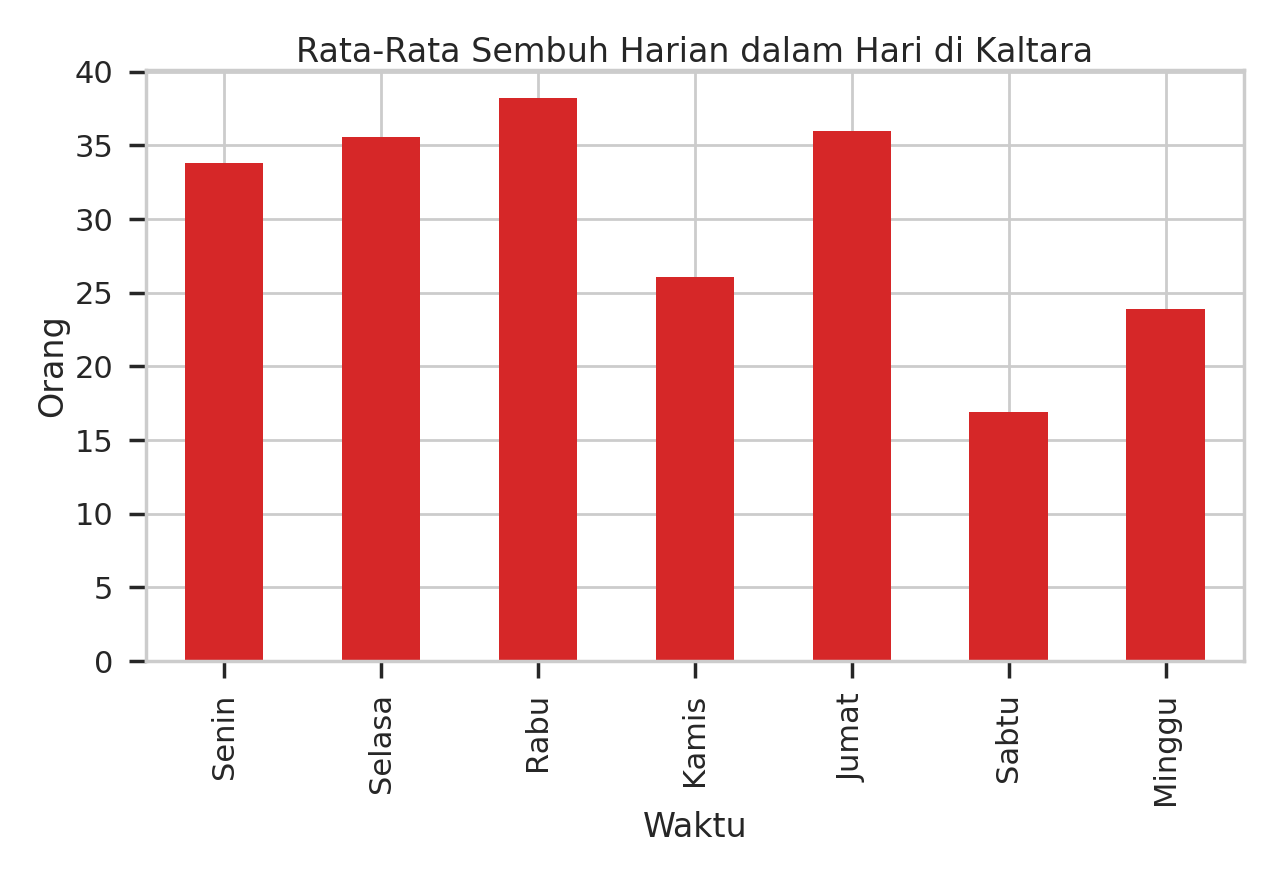 Rata-Rata Sembuh Harian dalam Hari di Kaltara
40
35
30
25
20
15
10
5
0
Orang
Senin
Selasa
Rabu
Kamis
Jumat
Sabtu
Minggu
Waktu